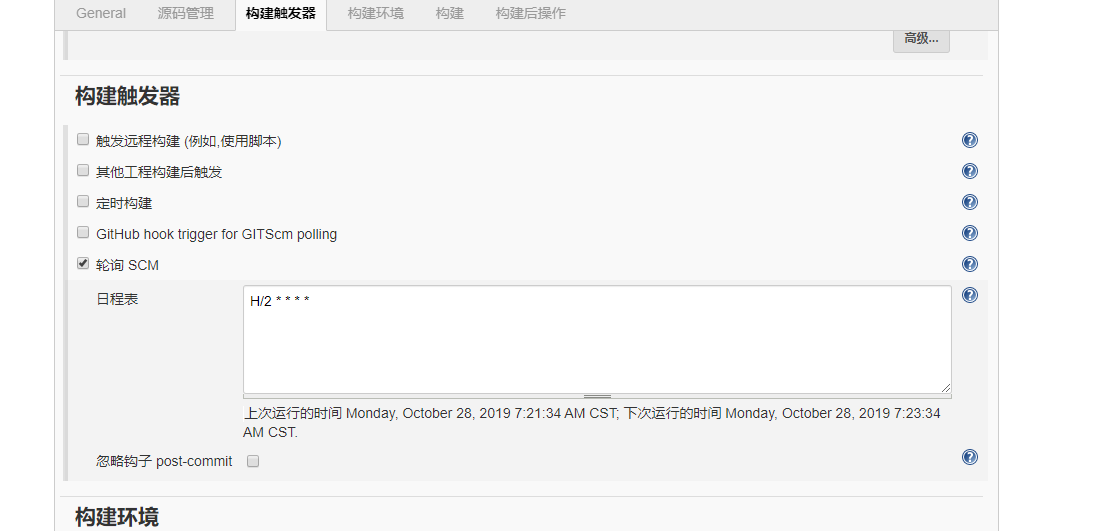 General 源码管理 构建触发器 构建环境 构建 构建后操作
高级...
构建触发器
触发远程构建 (例如,使用脚本)
其他工程构建后触发
定时构建
GitHub hook trigger for GITScm polling
轮询 SCM
日程表
H/2 * * * *
上次运行的时间 Monday, October 28, 2019 7:21:34 AM CST; 下次运行的时间 Monday, October 28, 2019 7:23:34
AM CST.
忽略钩子 post-commit
构建环境